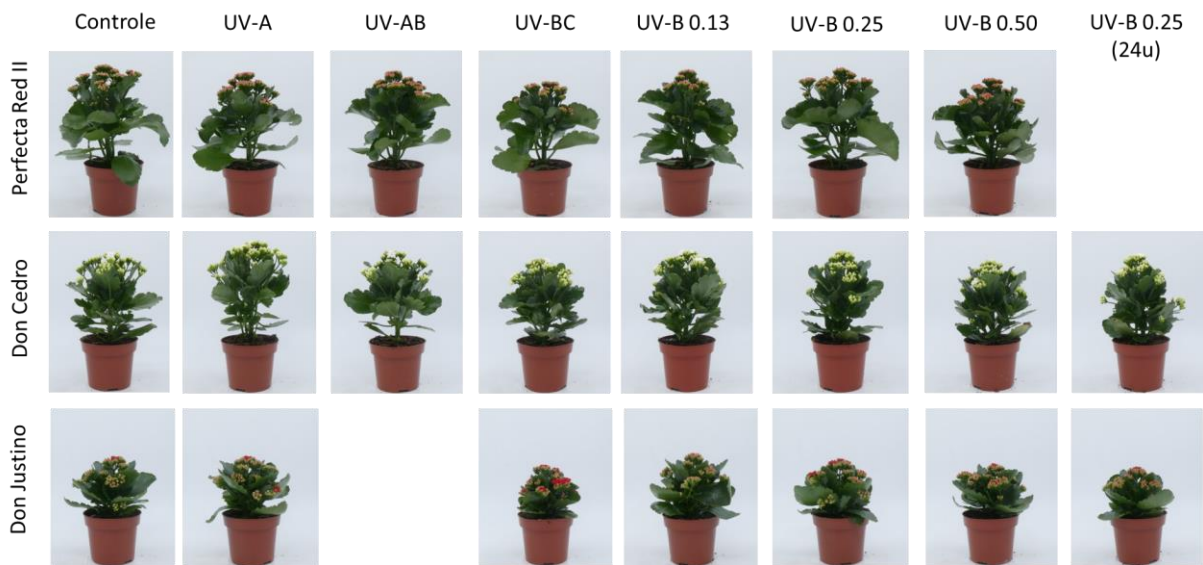 Controle UV-A UV-AB UV-BC UV-B 0.13 UV-B 0.25 UV-B 0.50 UV-B 0.25
(24u)
Perfecta Red II
Don Cedro
Don Justino